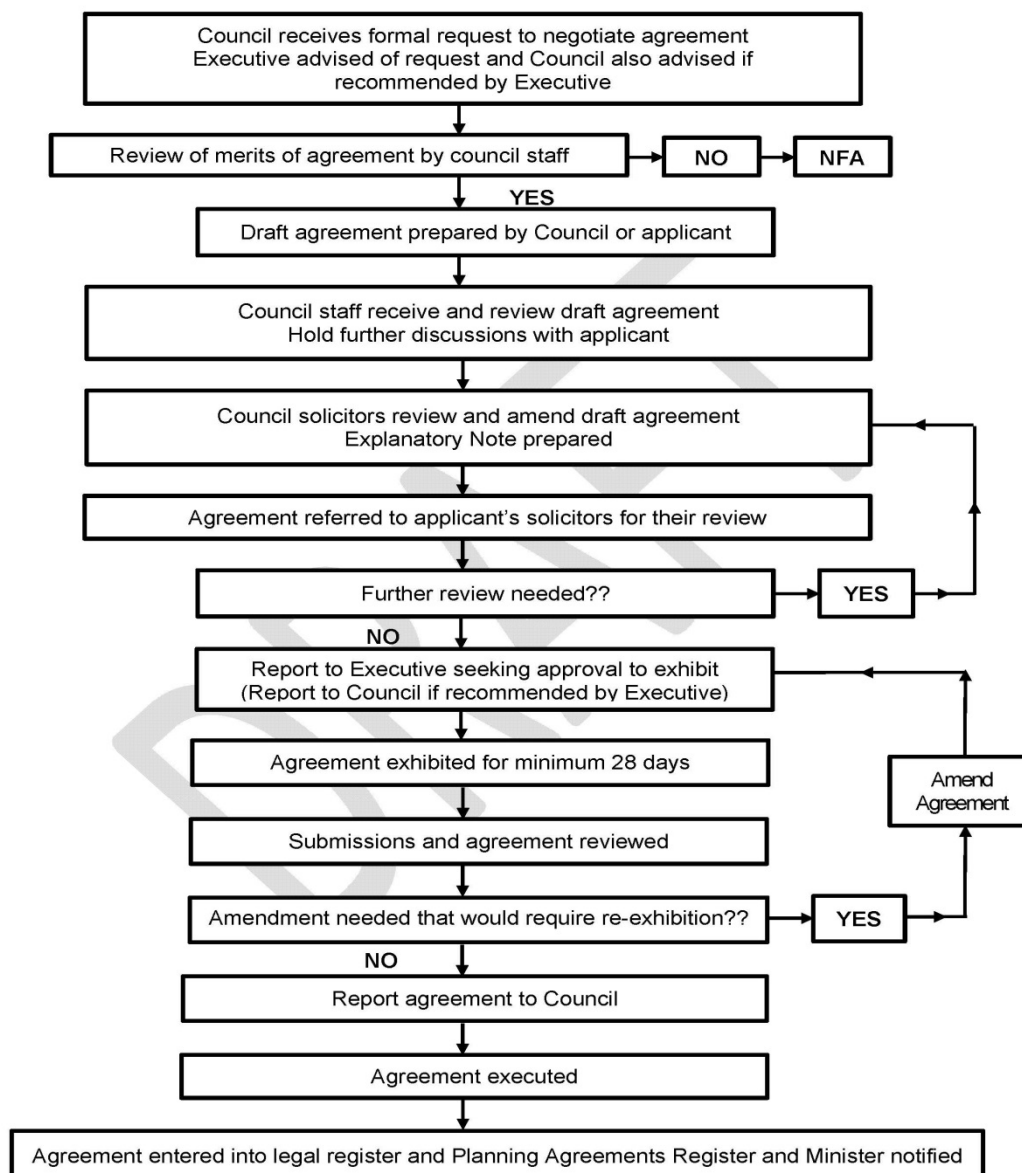 Council receives formal request to negotiate agreement
Executive advised of request and Council also advised if
recommended by Executive
Review of merits of agreement by council staff
NO
NFA
YES
Draft agreement prepared by Council or applicant
Council staff receive and review draft agreement
Hold further discussions with applicant
Council solicitors review and amend draft agreement
Explanatory Note prepared
Agreement referred to applicant’s solicitors for their review
Further review needed??
YES
NO
Report to Executive seeking approval to exhibit
(Report to Council if recommended by Executive)
Agreement exhibited for minimum 28 days
Amend
Agreement
Submissions and agreement reviewed
Amendment needed that would require re-exhibition??
YES
NO
Report agreement to Council
Agreement executed
Agreement entered into legal register and Planning Agreements Register and Minister notified
DRAFT